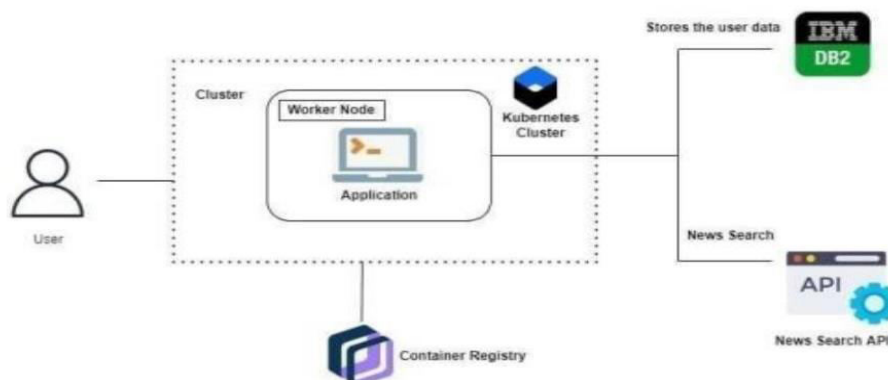 Stores the user data
IBM
DB2
Cluster
Worker Node
Kubernetes
Cluster
Application
User
News Search
API
News Search API
Container Registry